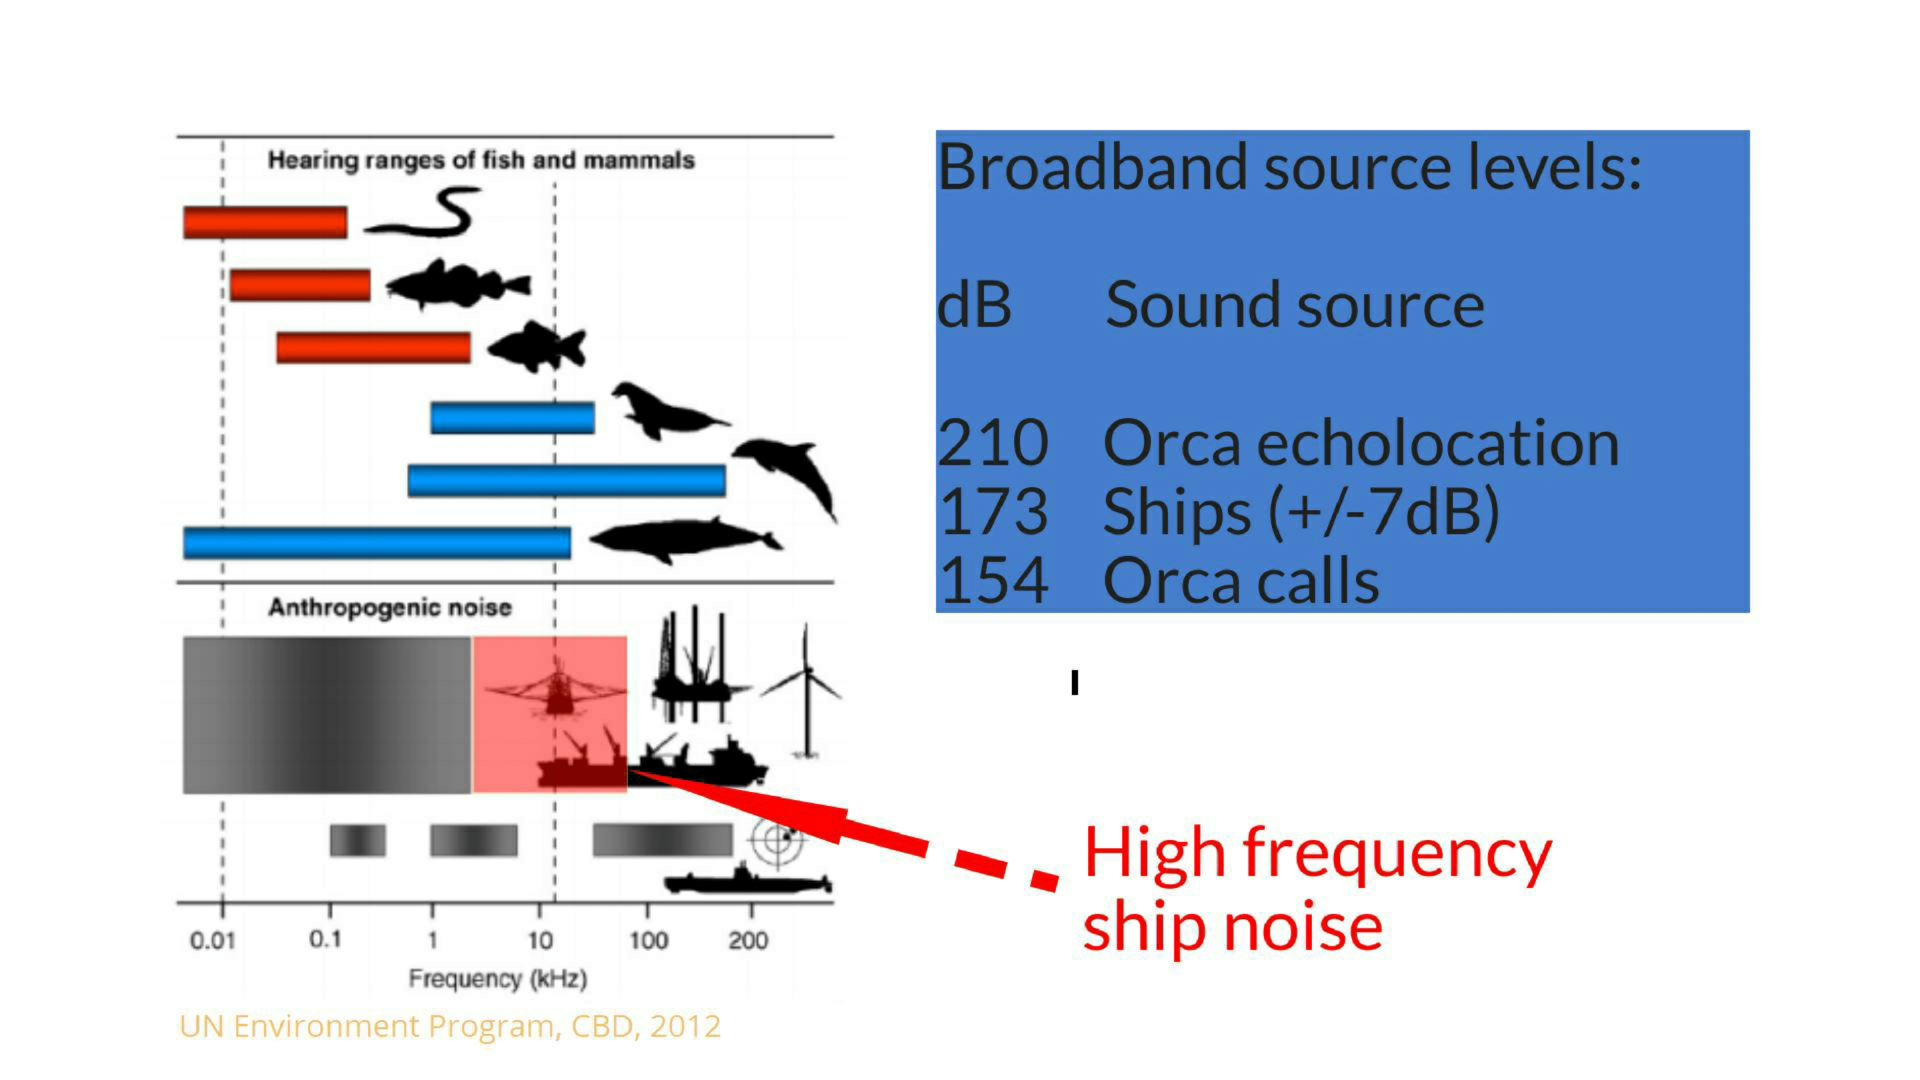 Hearing ranges of fish and mammals
Anthropogenic noise
0.01 0.1 1 10 100 200
Frequency (kHz)
UN Environment Program, CBD, 2012
Broadband source levels:
dB Sound source
210 Orca echolocation
173 Ships (+/-7dB)
154 Orca calls
High frequency
ship noise